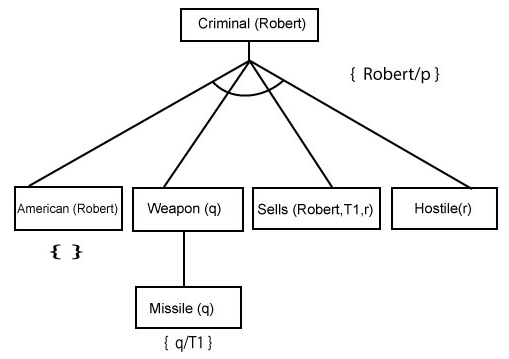 Criminal (Robert)
{ Robert/p }
American (Robert)
Weapon (q)
Sells (Robert,T1,r)
Hostile(r)
{ }
Missile (q)
{ q/T1 }